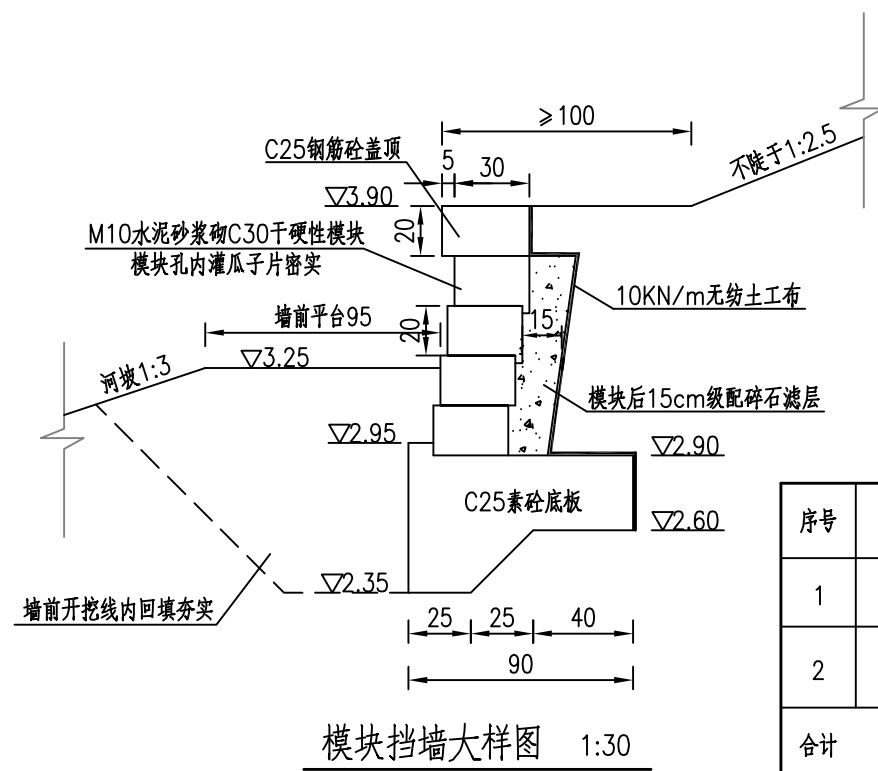 ≥100
不陡于1:2.5
C25钢筋砼盖顶
5
30
▽3.90
20
M10水泥砂浆砌C30干硬性模块
模块孔内灌瓜子片密实
10KN/m无纺土工布
墙前平台95
20
15
▽3.25
河坡1:3
模块后15cm级配碎石滤层
▽2.95
▽2.90
C25素砼底板
▽2.60
▽2.35
墙前开挖线内回填夯实
25
25
40
90
模块挡墙大样图 1:30
序号
1
2
合计